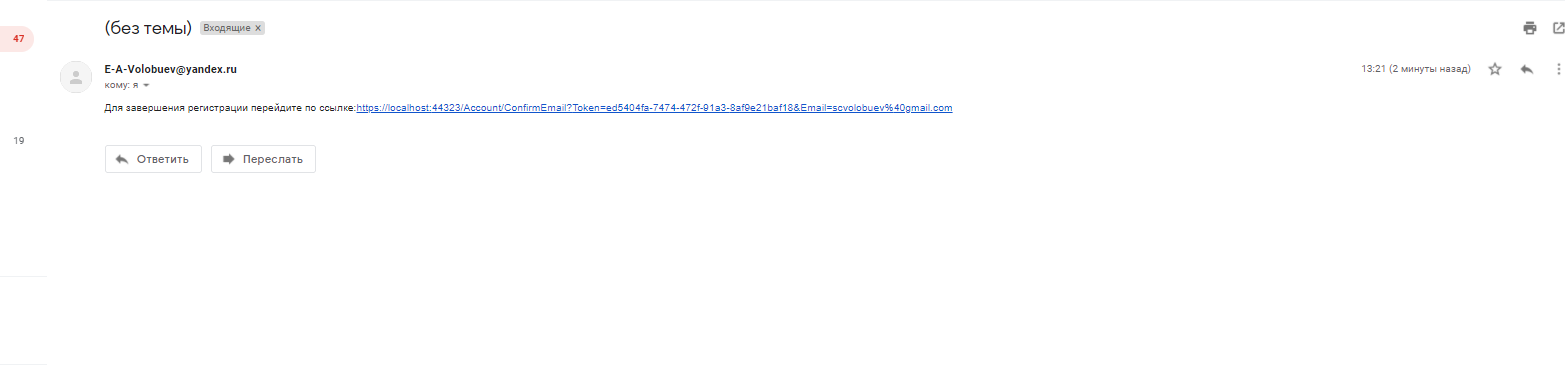 (без темы) Входящие x
47
E-A-Volobuev@yandex.ru 13:21 (2 минуты назад)
кому: я
Для завершения регистрации перейдите по ссылке:https://localhost:44323/Account/ConfirmEmail?Token=ed5404fa-7474-472f-91a3-8af9e21baf18&Email=scvolobuev%40gmail.com
19
Ответить Переслать